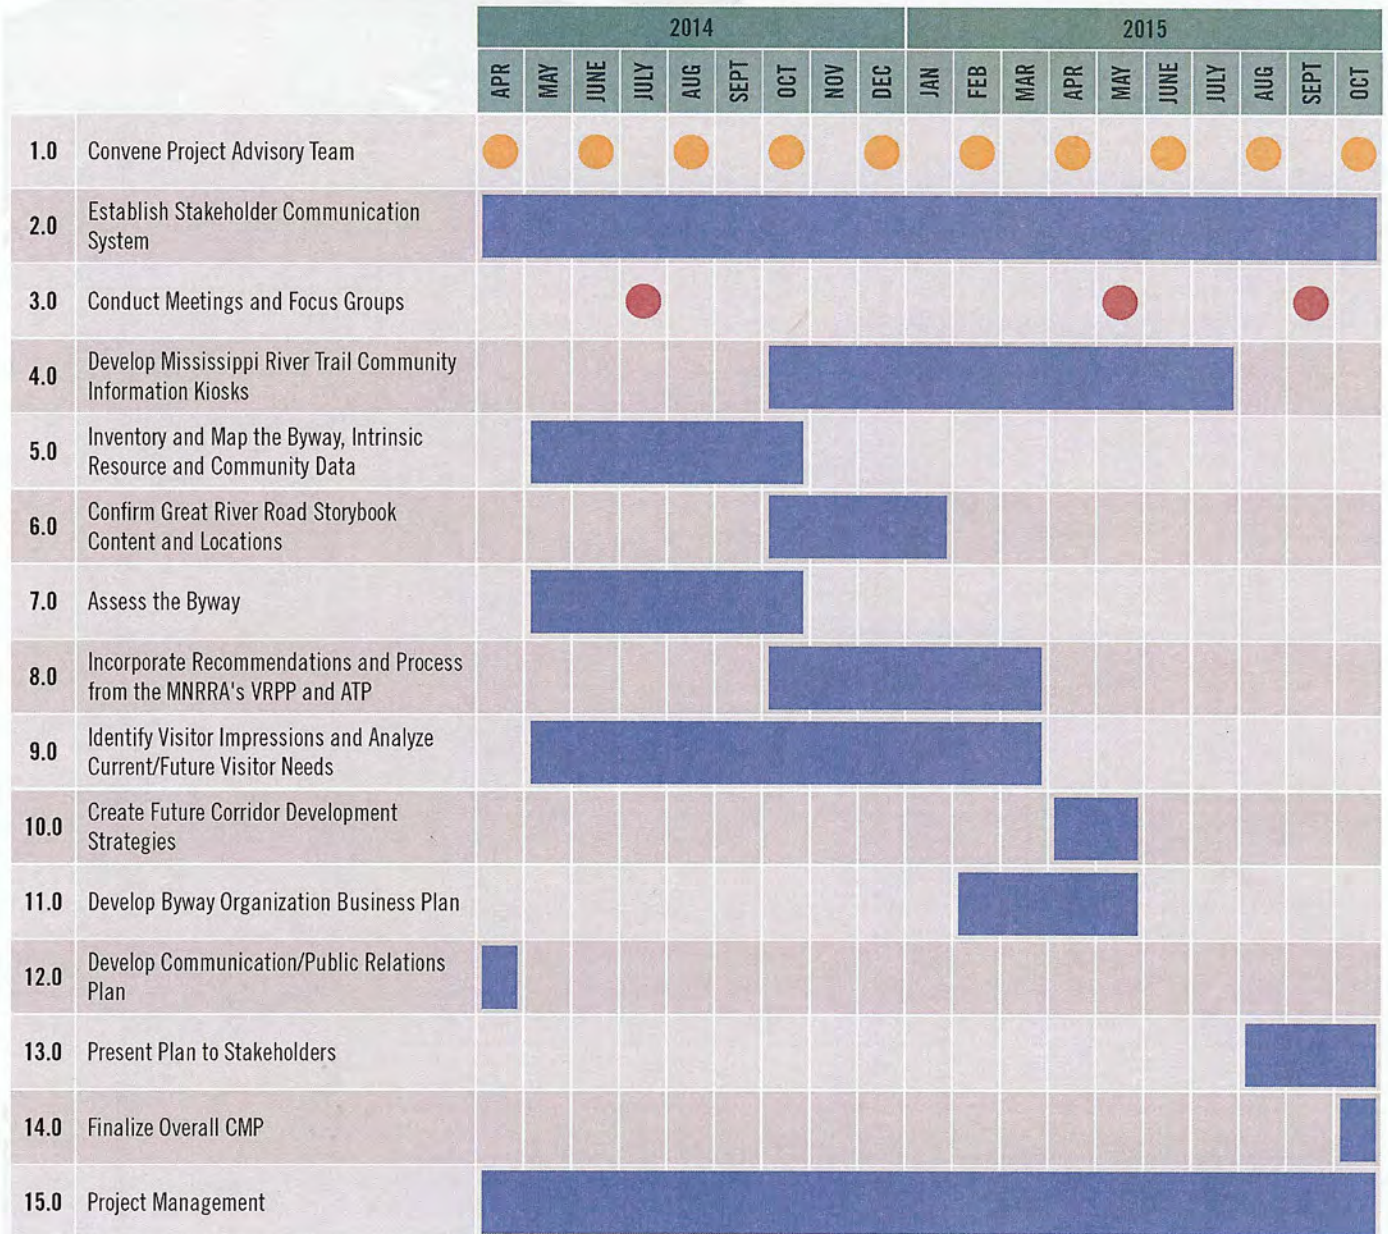 2014 2015
APR MAY JUNE JULY AUG SEPT OCT NOV DEC JAN FEB MAR APR MAY JUNE JULY AUG SEPT OCT
1.0 Convene Project Advisory Team
2.0 Establish Stakeholder Communication
System
3.0 Conduct Meetings and Focus Groups
4.0 Develop Mississippi River Trail Community
Information Kiosks
5.0 Inventory and Map the Byway, Intrinsic
Resource and Community Data
6.0 Confirm Great River Road Storybook
Content and Locations
7.0 Assess the Byway
8.0 Incorporate Recommendations and Process
from the MNRRA's VRPP and ATP
9.0 Identify Visitor Impressions and Analyze
Current/Future Visitor Needs
10.0 Create Future Corridor Development
Strategies
11.0 Develop Byway Organization Business Plan
12.0 Develop Communication/Public Relations
Plan
13.0 Present Plan to Stakeholders
14.0 Finalize Overall CMP
15.0 Project Management